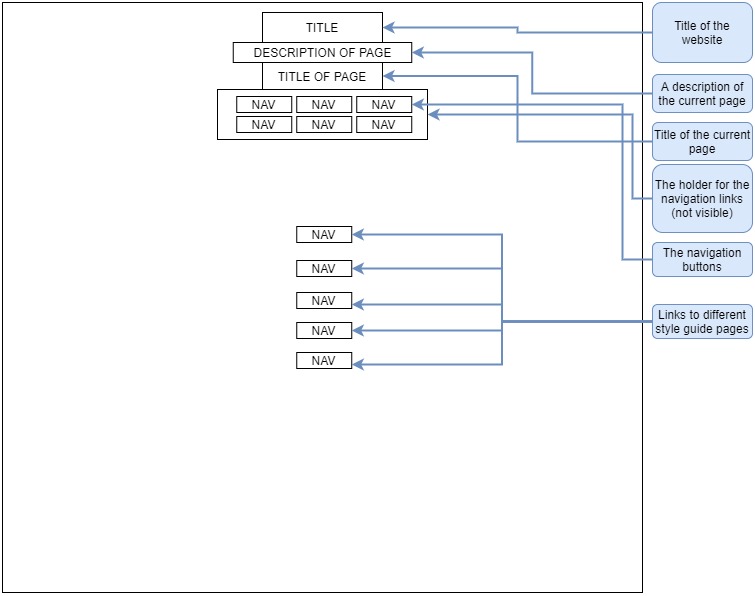 TITLE
DESCRIPTION OF PAGE
TITLE OF PAGE
NAV NAV NAV
NAV NAV NAV
NAV
NAV
NAV
NAV
NAV
Title of the
website
A description of
the current page
Title of the current
page
The holder for the
navigation links
(not visible)
The navigation
buttons
Links to different
style guide pages